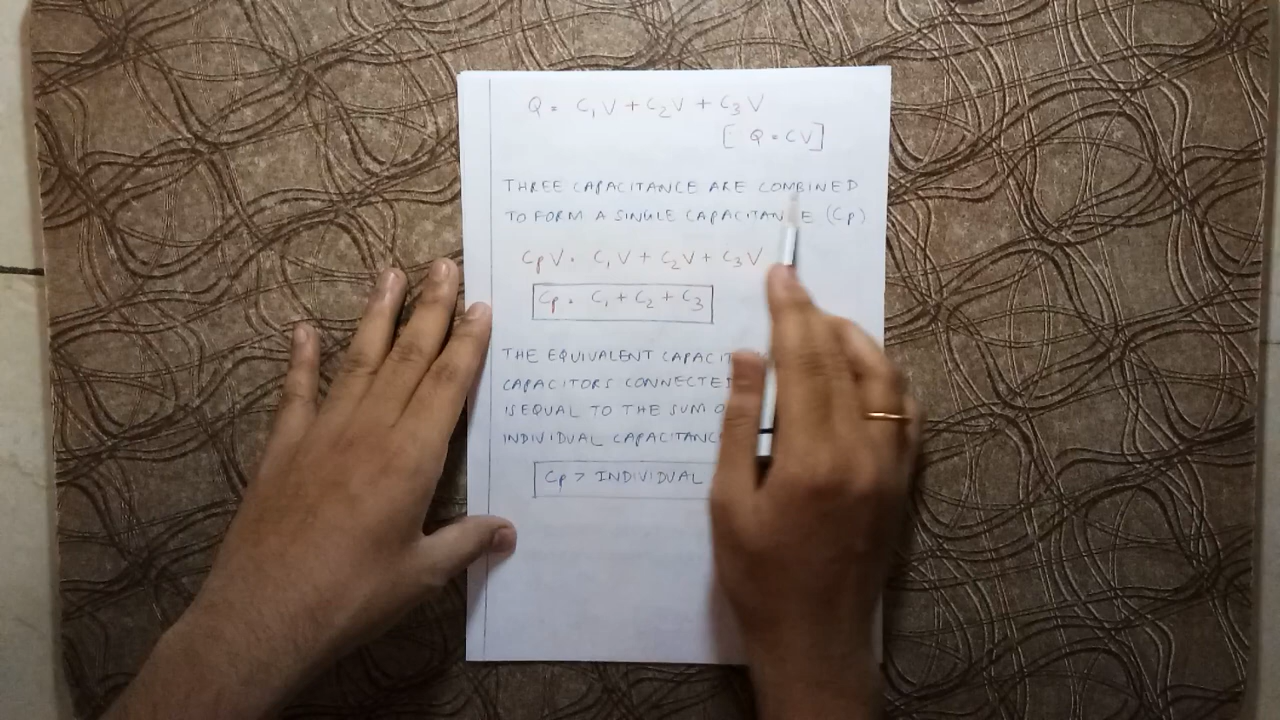 Q = C₁V + C₂V + C₃V
[ Q = CV]
THREE CAPACITANCE ARE COMBINED
TO FORM A SINGLE CAPACITANCE (Cp)
CpV = C₁V + C₂V + C₃V
Cp = C₁ + C₂ + C₃
THE EQUIVALENT
CAPACITORS CONNECTED
IS EQUAL TO THE SUM
INDIVIDUAL
Cp > INDIVIDUAL